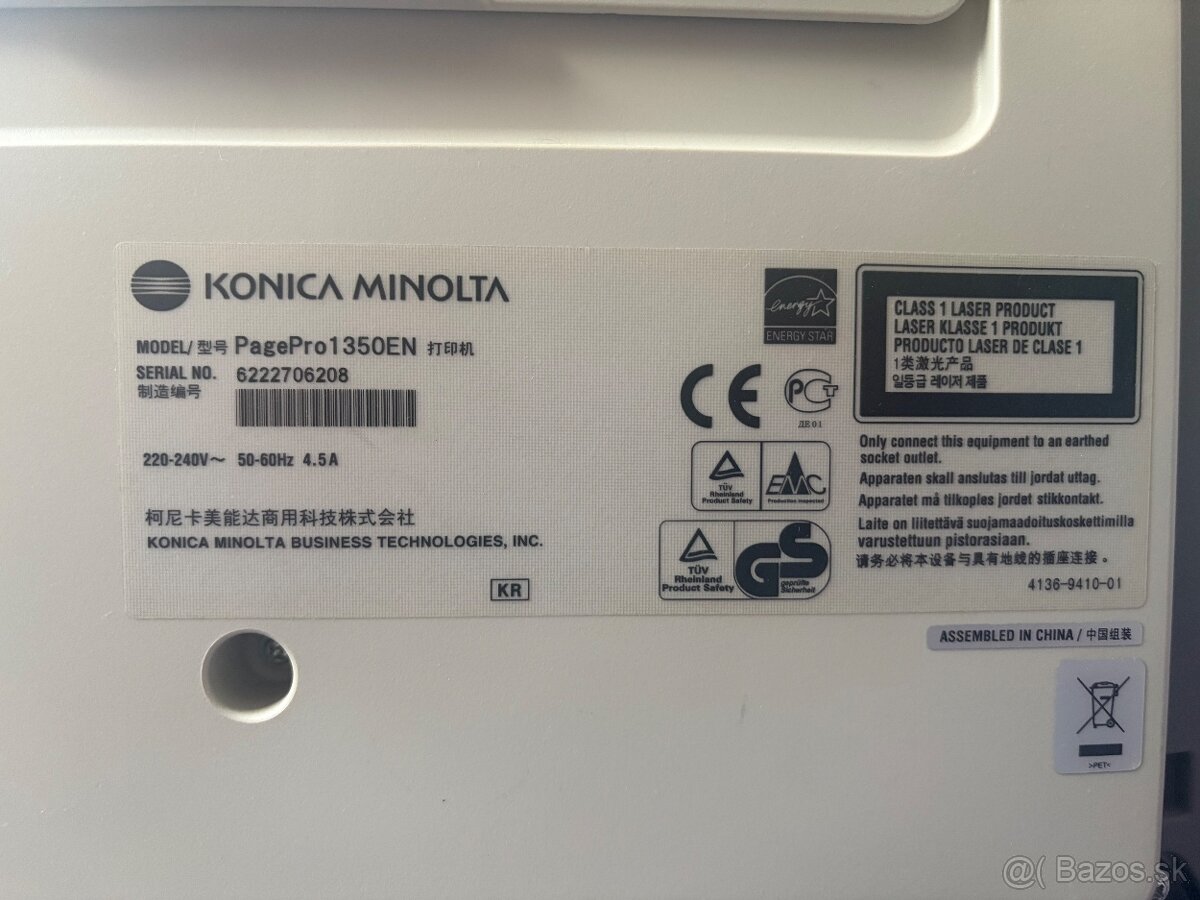 KONICA MINOLTA
MODEL/ 型号 PagePro1350EN 打印机
SERIAL NO. 6222706208
制造编号
220-240V～ 50-60Hz 4.5A
柯尼卡美能达商用科技株式会社
KONICA MINOLTA BUSINESS TECHNOLOGIES, INC.
KR
energy
ENERGY STAR
CE
PCT
ДЕ01
TÜV
Rheinland
Product Safety
EMC
Production inspected
TÜV
Rheinland
Product Safety
GS
geprüfte
Sicherheit
CLASS 1 LASER PRODUCT
LASER KLASSE 1 PRODUKT
PRODUCTO LASER DE CLASE 1
1类激光产品
일등급 레이저 제품
Only connect this equipment to an earthed
socket outlet.
Apparaten skall anslutas till jordat uttag.
Apparatet må tilkoples jordet stikkontakt.
Laite on liitettävä suojamaadoituskoskettimilla
varustettuun pistorasiaan.
请务必将本设备与具有地线的插座连接。
4136-9410-01
ASSEMBLED IN CHINA / 中国组装
>PET<
@( Bazos.sk